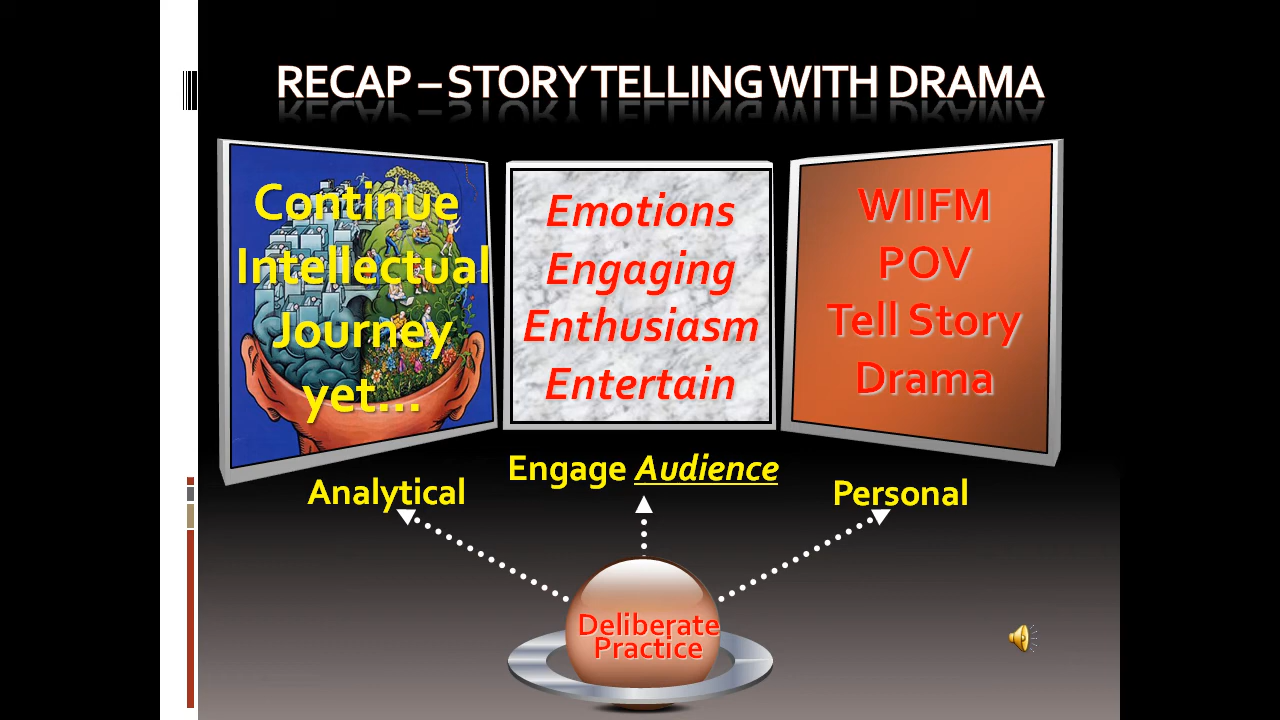 RECAP – STORY TELLING WITH DRAMA
Continue
Intellectual
Journey
yet...
Emotions
Engaging
Enthusiasm
Entertain
WIIFM
POV
Tell Story
Drama
Analytical
Engage Audience
Personal
Deliberate
Practice